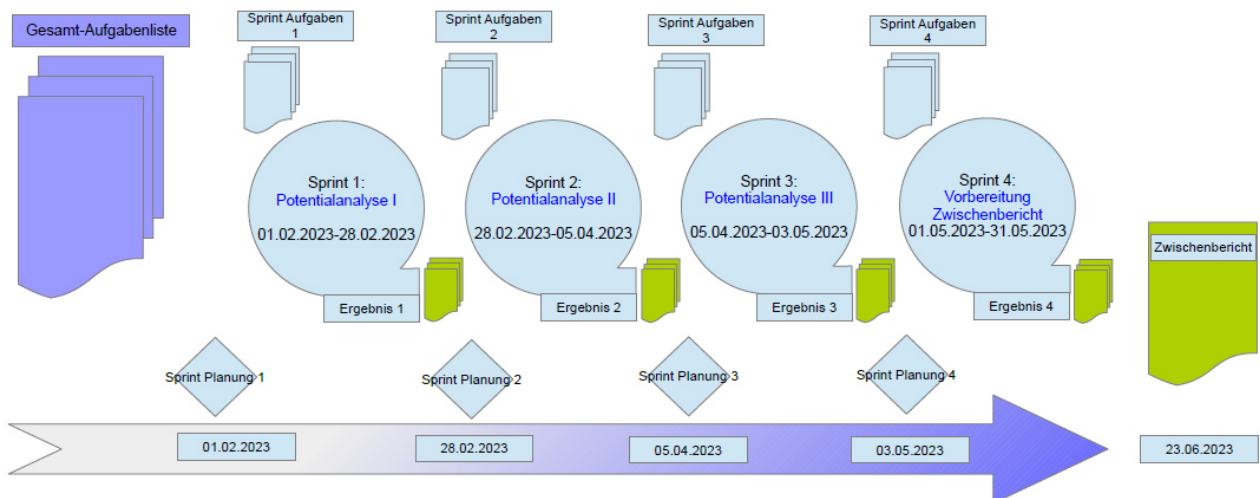 Gesamt-Aufgabenliste
Sprint Aufgaben
1
Sprint Aufgaben
2
Sprint Aufgaben
3
Sprint Aufgaben
4
Sprint 1:
Potentialanalyse I
01.02.2023-28.02.2023
Sprint 2:
Potentialanalyse II
28.02.2023-05.04.2023
Sprint 3:
Potentialanalyse III
05.04.2023-03.05.2023
Sprint 4:
Vorbereitung
Zwischenbericht
01.05.2023-31.05.2023
Zwischenbericht
Ergebnis 1
Ergebnis 2
Ergebnis 3
Ergebnis 4
Sprint Planung 1
Sprint Planung 2
Sprint Planung 3
Sprint Planung 4
01.02.2023
28.02.2023
05.04.2023
03.05.2023
23.06.2023